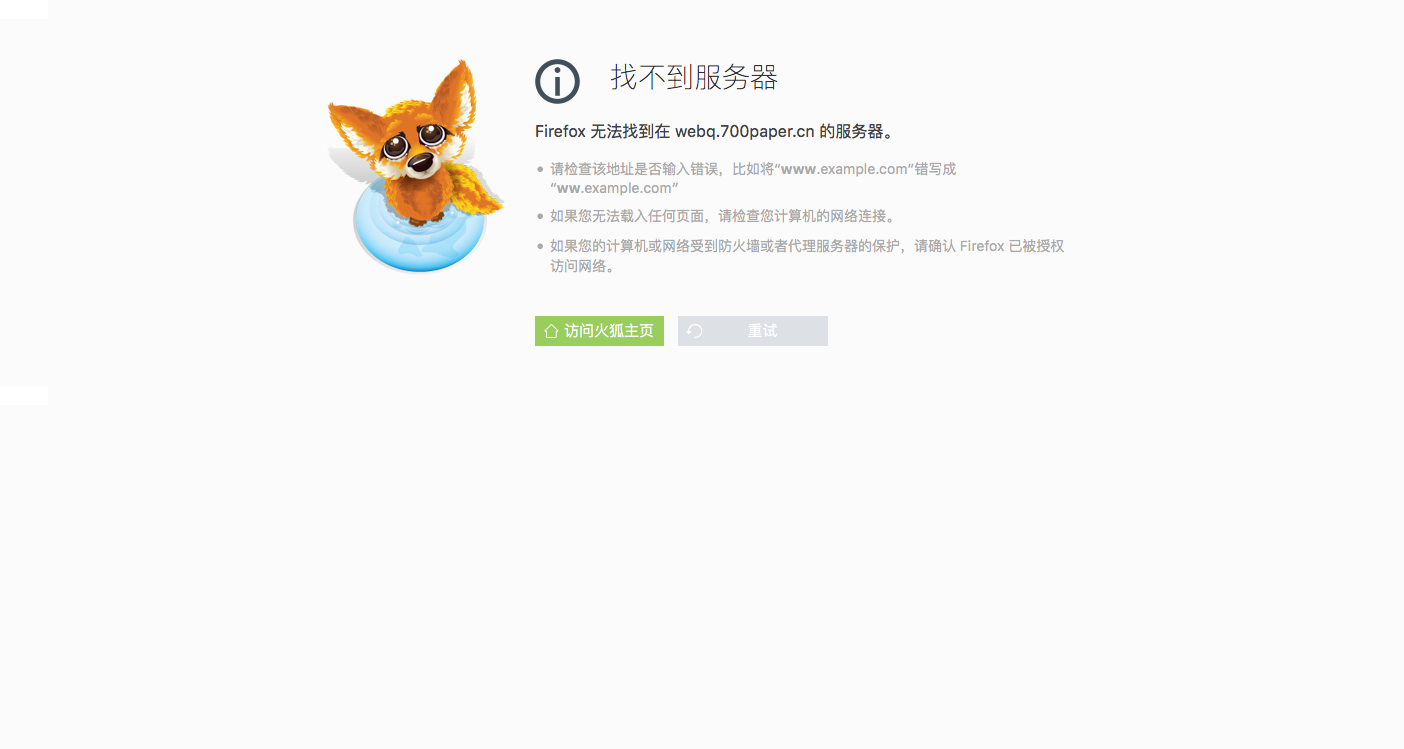 找不到服务器
Firefox 无法找到在 webq.700paper.cn 的服务器。
• 请检查该地址是否输入错误，比如将“www.example.com”错写成
“ww.example.com”
• 如果您无法载入任何页面，请检查您计算机的网络连接。
• 如果您的计算机或网络受到防火墙或者代理服务器的保护，请确认 Firefox 已被授权
访问网络。
访问火狐主页 重试